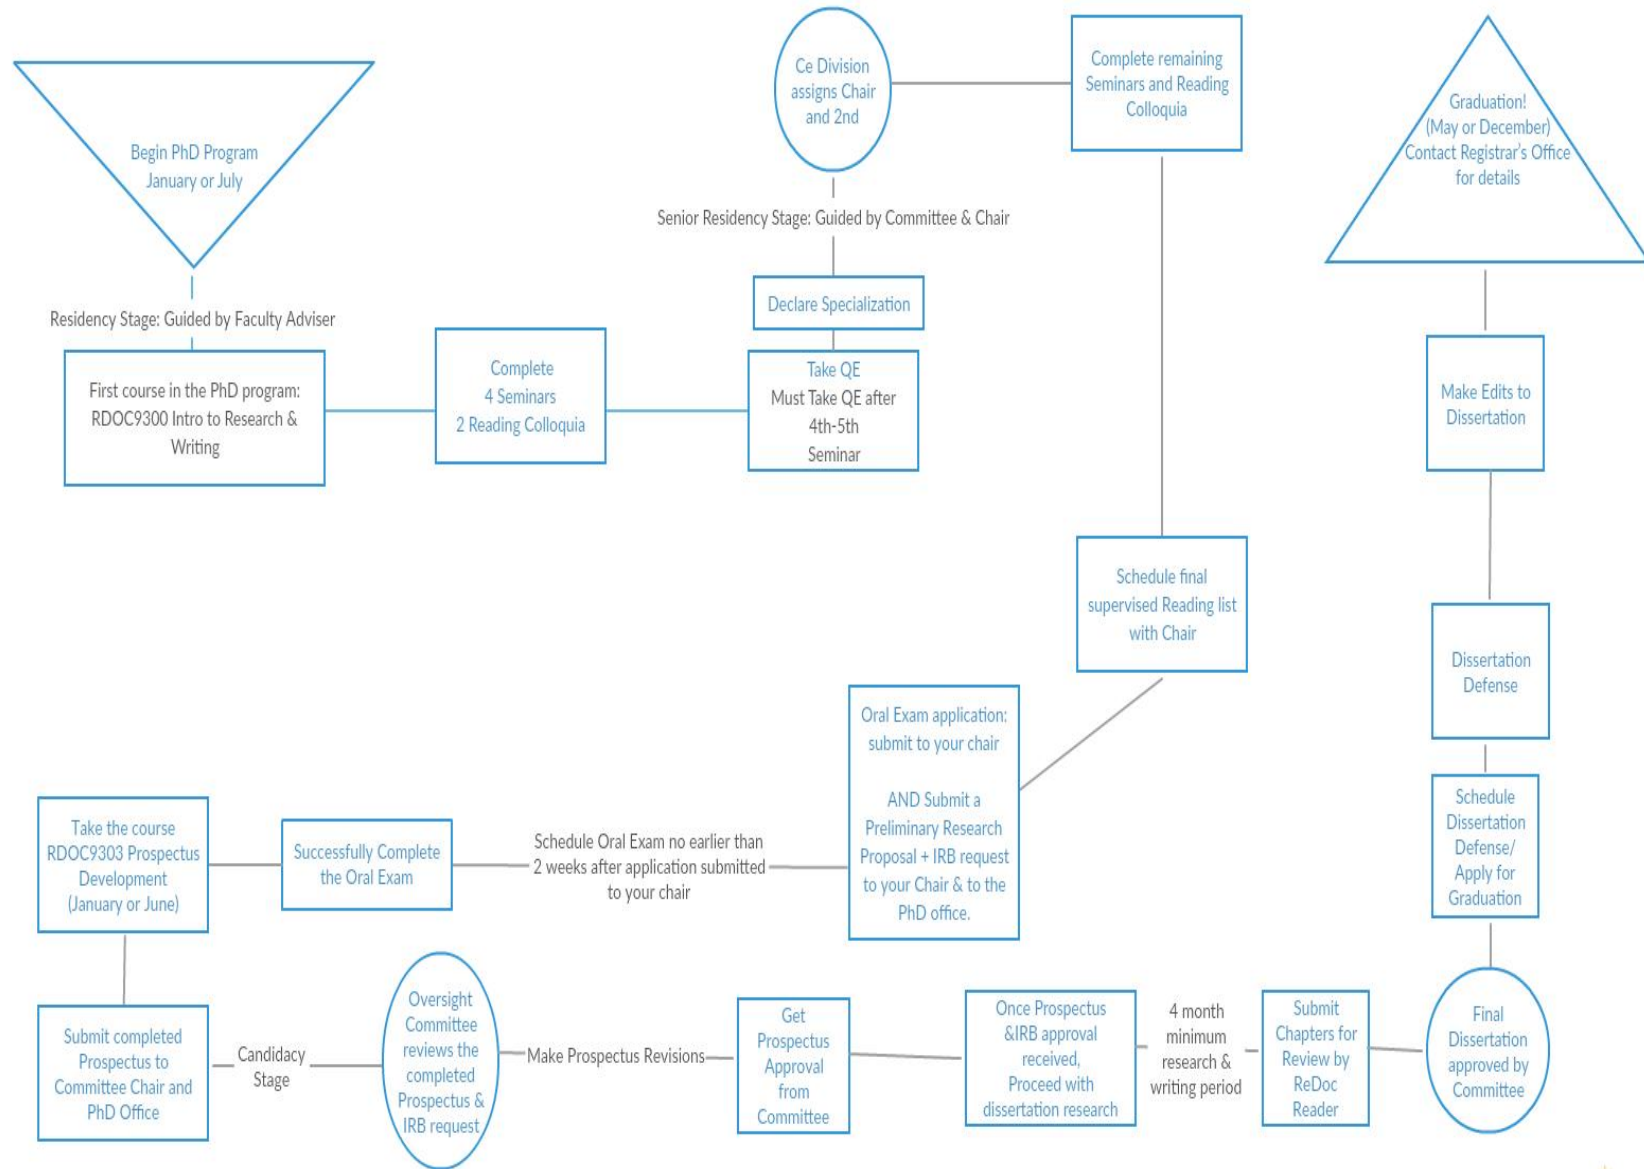 Begin PhD Program
January or July
Residency Stage: Guided by Faculty Adviser
First course in the PhD program:
RDOC9300 Intro to Research &
Writing
Complete
4 Seminars
2 Reading Colloquia
Take QE
Must Take QE after
4th-5th
Seminar
Declare Specialization
Senior Residency Stage: Guided by Committee & Chair
Ce Division
assigns Chair
and 2nd
Complete remaining
Seminars and Reading
Colloquia
Schedule final
supervised Reading list
with Chair
Oral Exam application:
submit to your chair
AND Submit a
Preliminary Research
Proposal + IRB request
to your Chair & to the
PhD office.
Schedule Oral Exam no earlier than
2 weeks after application submitted
to your chair
Successfully Complete
the Oral Exam
Take the course
RDOC9303 Prospectus
Development
(January or June)
Submit completed
Prospectus to
Committee Chair and
PhD Office
Candidacy
Stage
Oversight
Committee
reviews the
completed
Prospectus &
IRB request
Make Prospectus Revisions
Get
Prospectus
Approval
from
Committee
Once Prospectus
&IRB approval
received,
Proceed with
dissertation research
4 month
minimum
research &
writing period
Submit
Chapters for
Review by
ReDoc
Reader
Final
Dissertation
approved by
Committee
Schedule
Dissertation
Defense/
Apply for
Graduation
Dissertation
Defense
Make Edits to
Dissertation
Graduation!
(May or December)
Contact Registrar's Office
for details